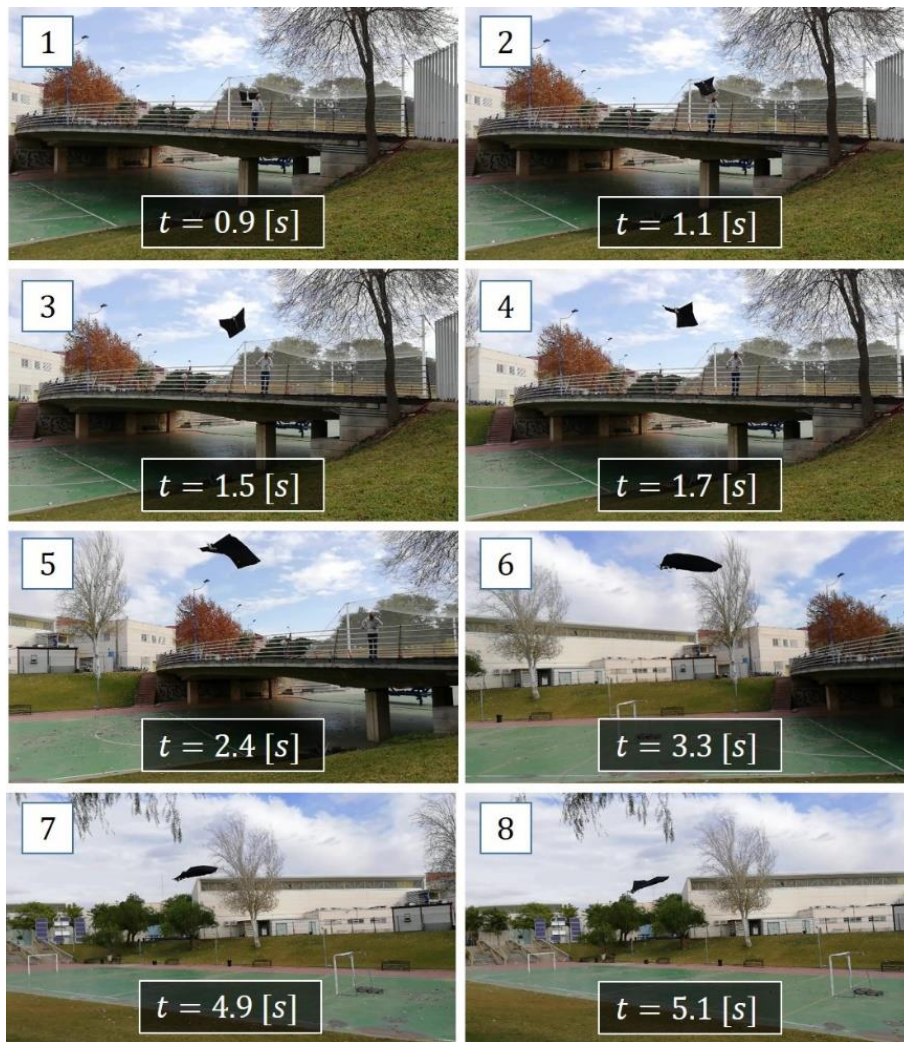 1
t = 0.9 [s]
2
t = 1.1 [s]
3
t = 1.5 [s]
4
t = 1.7 [s]
5
t = 2.4 [s]
6
t = 3.3 [s]
7
t = 4.9 [s]
8
t = 5.1 [s]